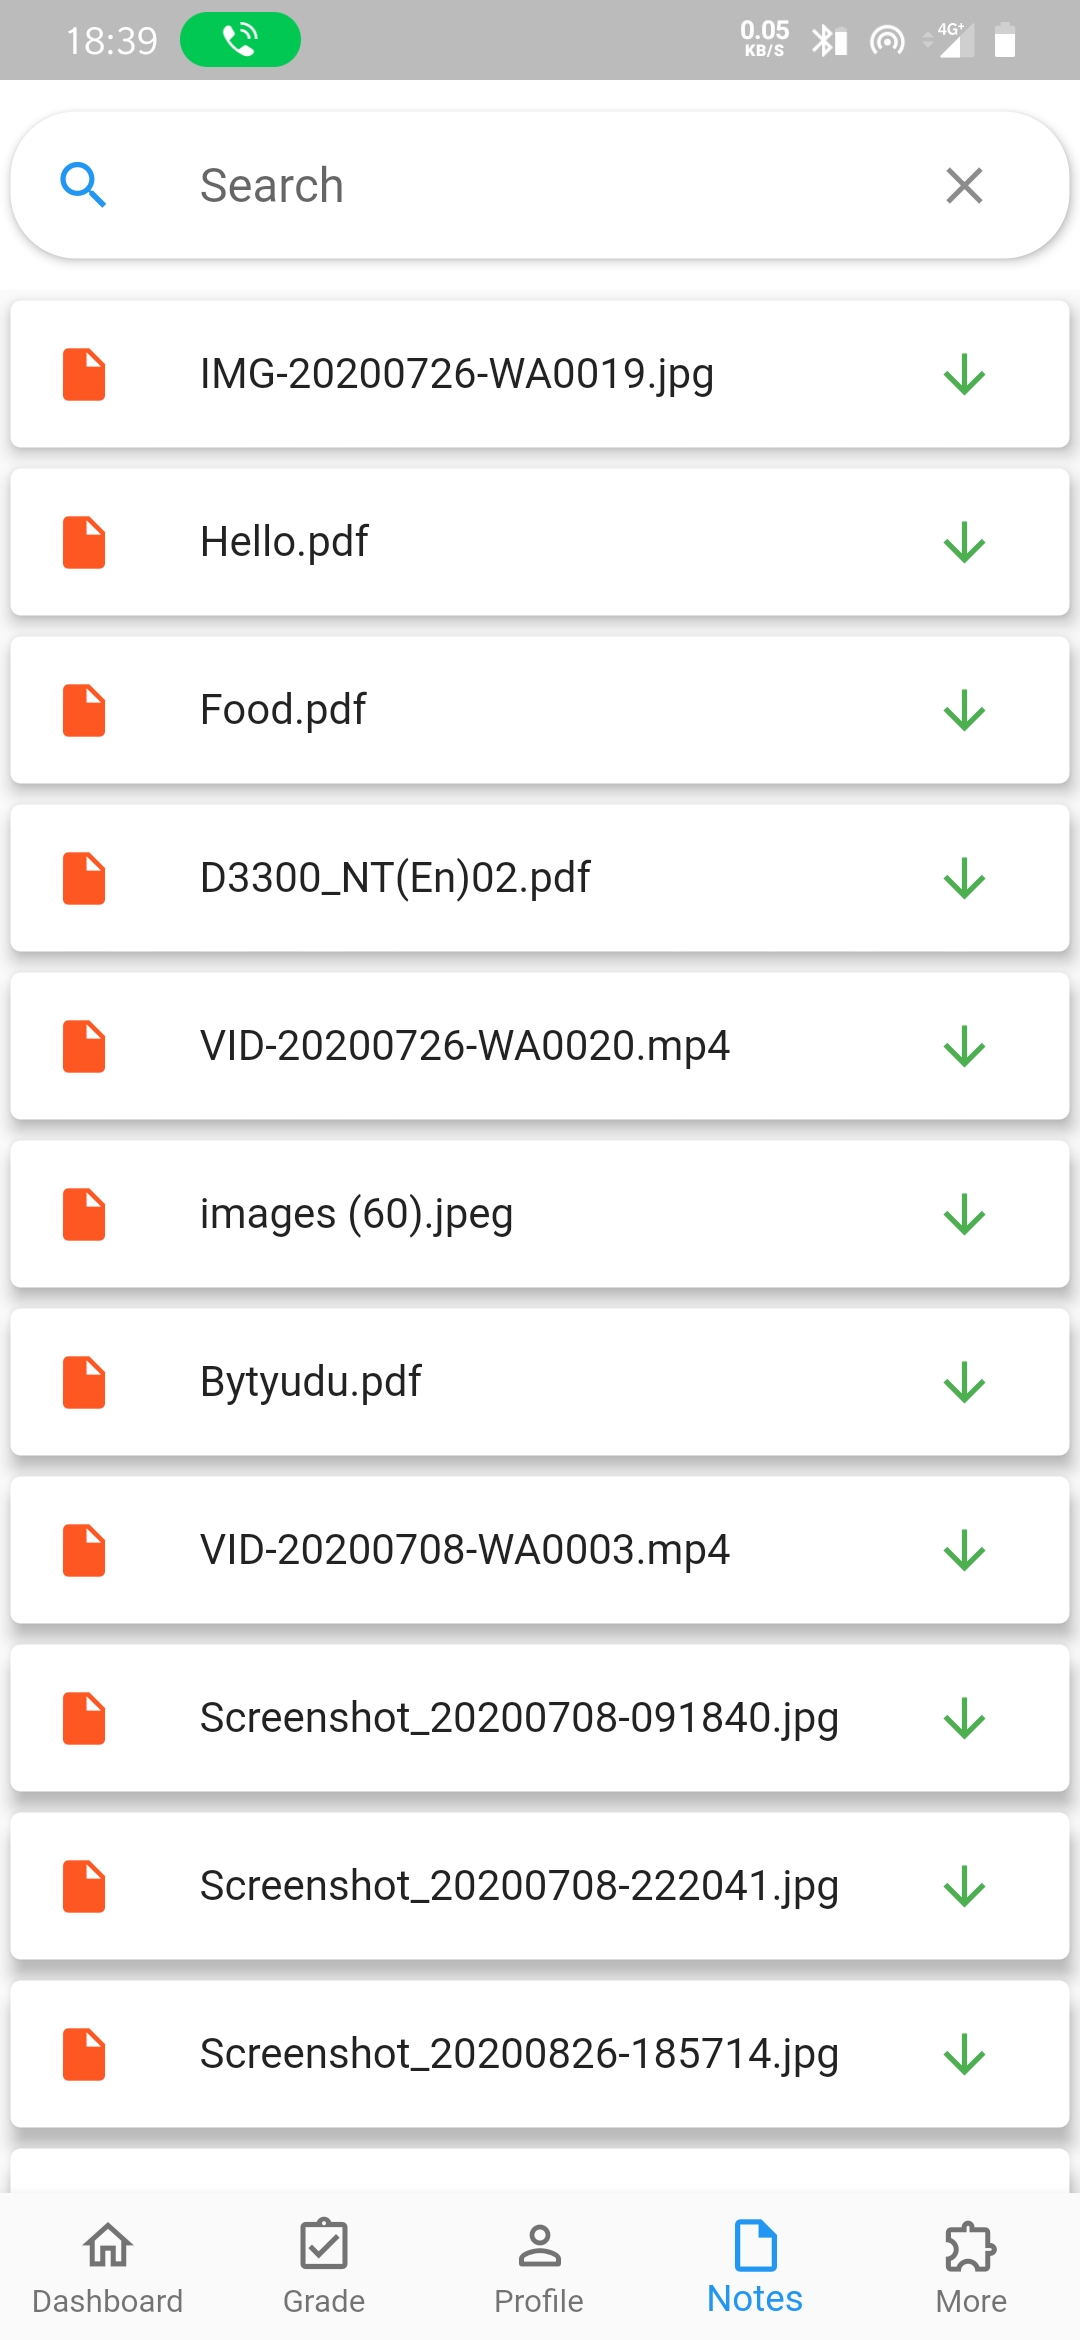 18:39
0.05
KB/S
4G+
Search
IMG-20200726-WA0019.jpg
Hello.pdf
Food.pdf
D3300_NT(En)02.pdf
VID-20200726-WA0020.mp4
images (60).jpeg
Bytyudu.pdf
VID-20200708-WA0003.mp4
Screenshot_20200708-091840.jpg
Screenshot_20200708-222041.jpg
Screenshot_20200826-185714.jpg
Dashboard
Grade
Profile
Notes
More